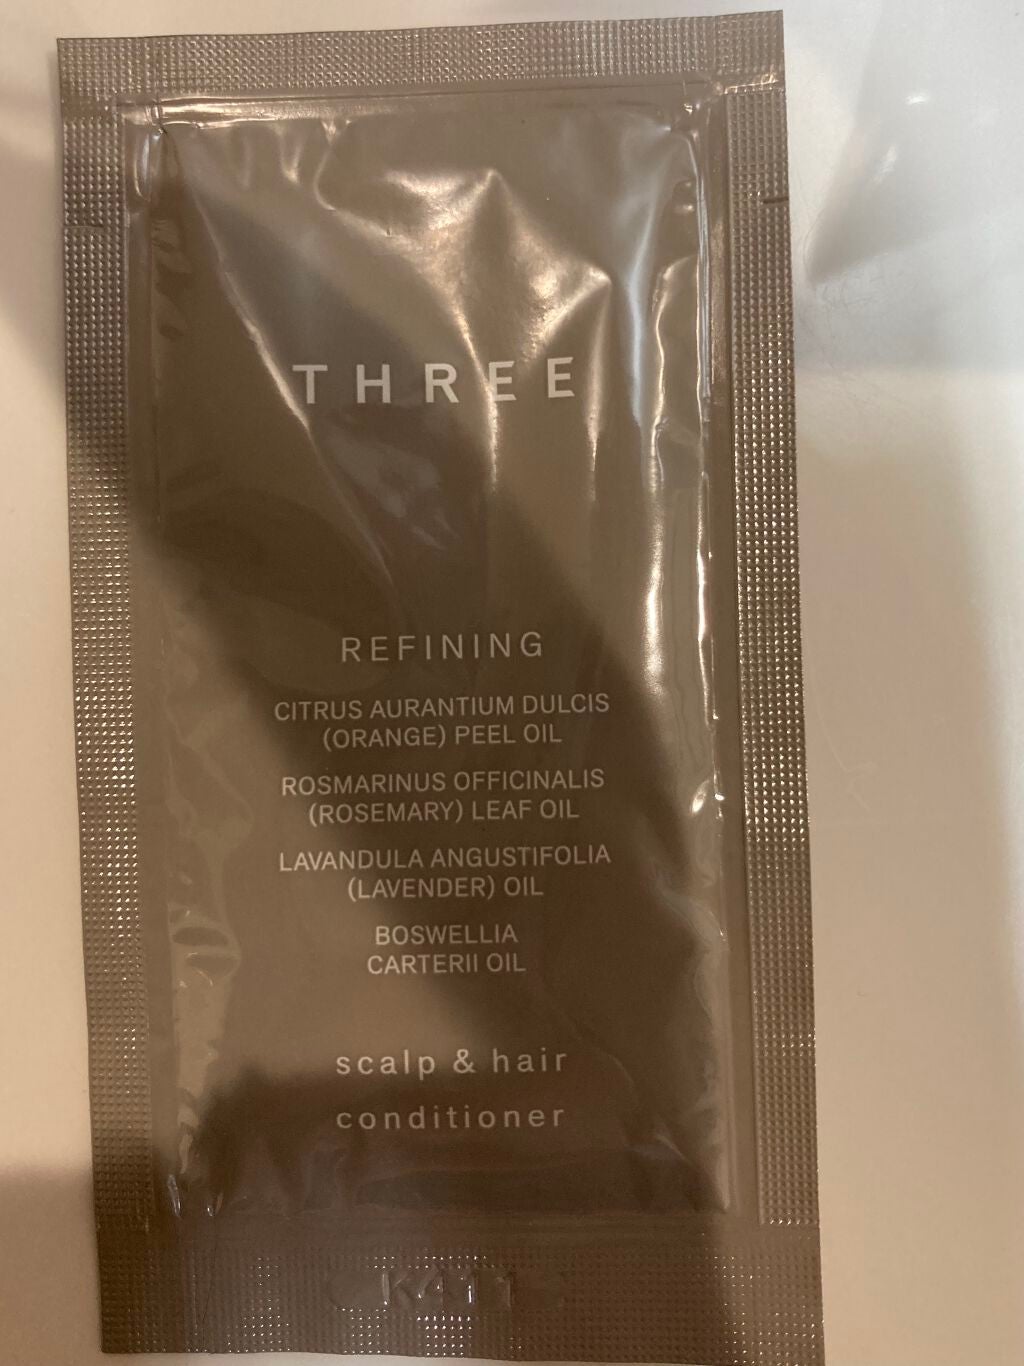 THREE
REFINING
CITRUS AURANTIUM DULCIS
(ORANGE) PEEL OIL
ROSMARINUS OFFICINALIS
(ROSEMARY) LEAF OIL
LAVANDULA ANGUSTIFOLIA
(LAVENDER) OIL
BOSWELLIA
CARTERII OIL
scalp & hair
conditioner